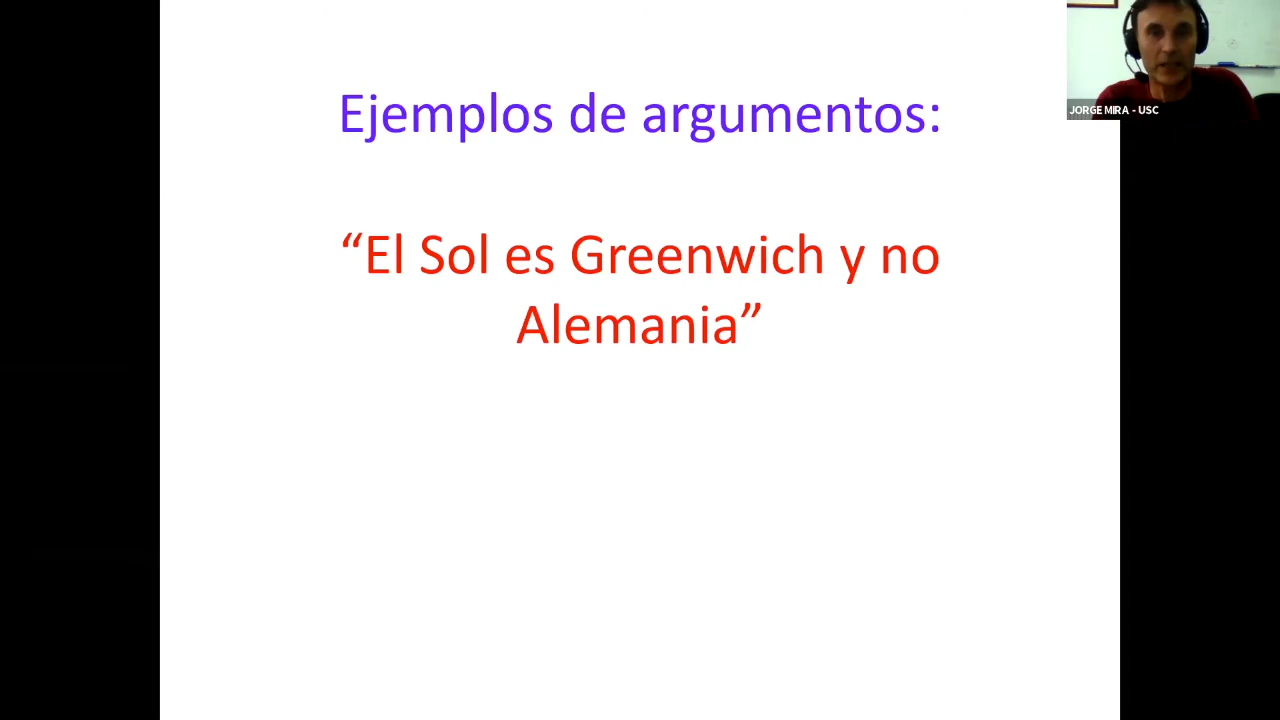 Ejemplos de argumentos:
“El Sol es Greenwich y no
Alemania”
JORGE MIRA - USC